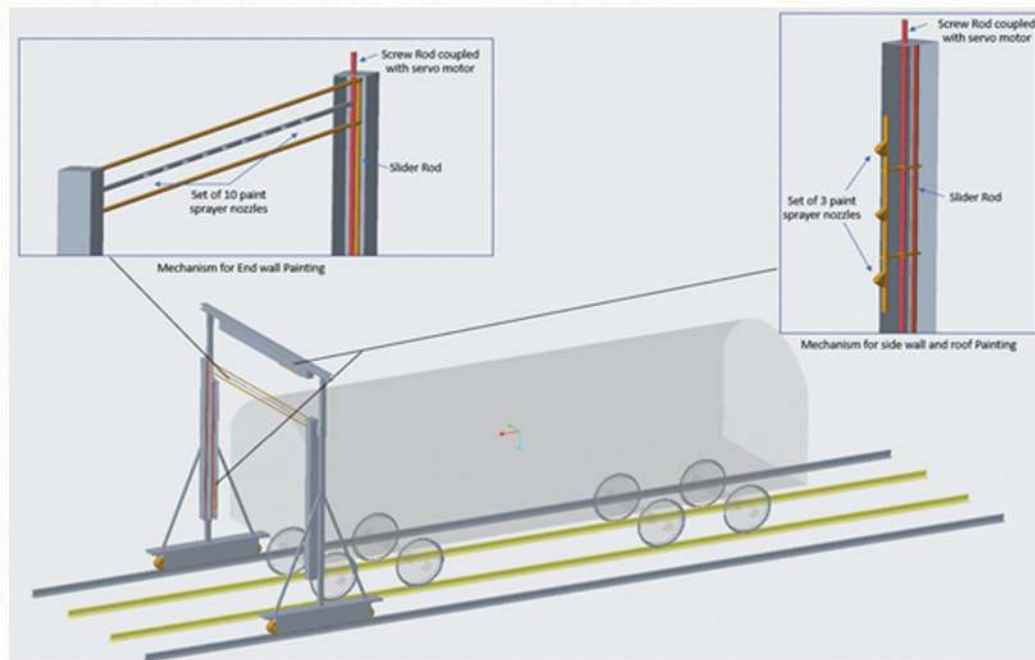 Screw Rod coupled
with servo motor
Slider Rod
Set of 10 paint
sprayer nozzles
Mechanism for End wall Painting
Screw Rod coupled
with servo motor
Set of 3 paint
sprayer nozzles
Slider Rod
Mechanism for side wall and roof Painting